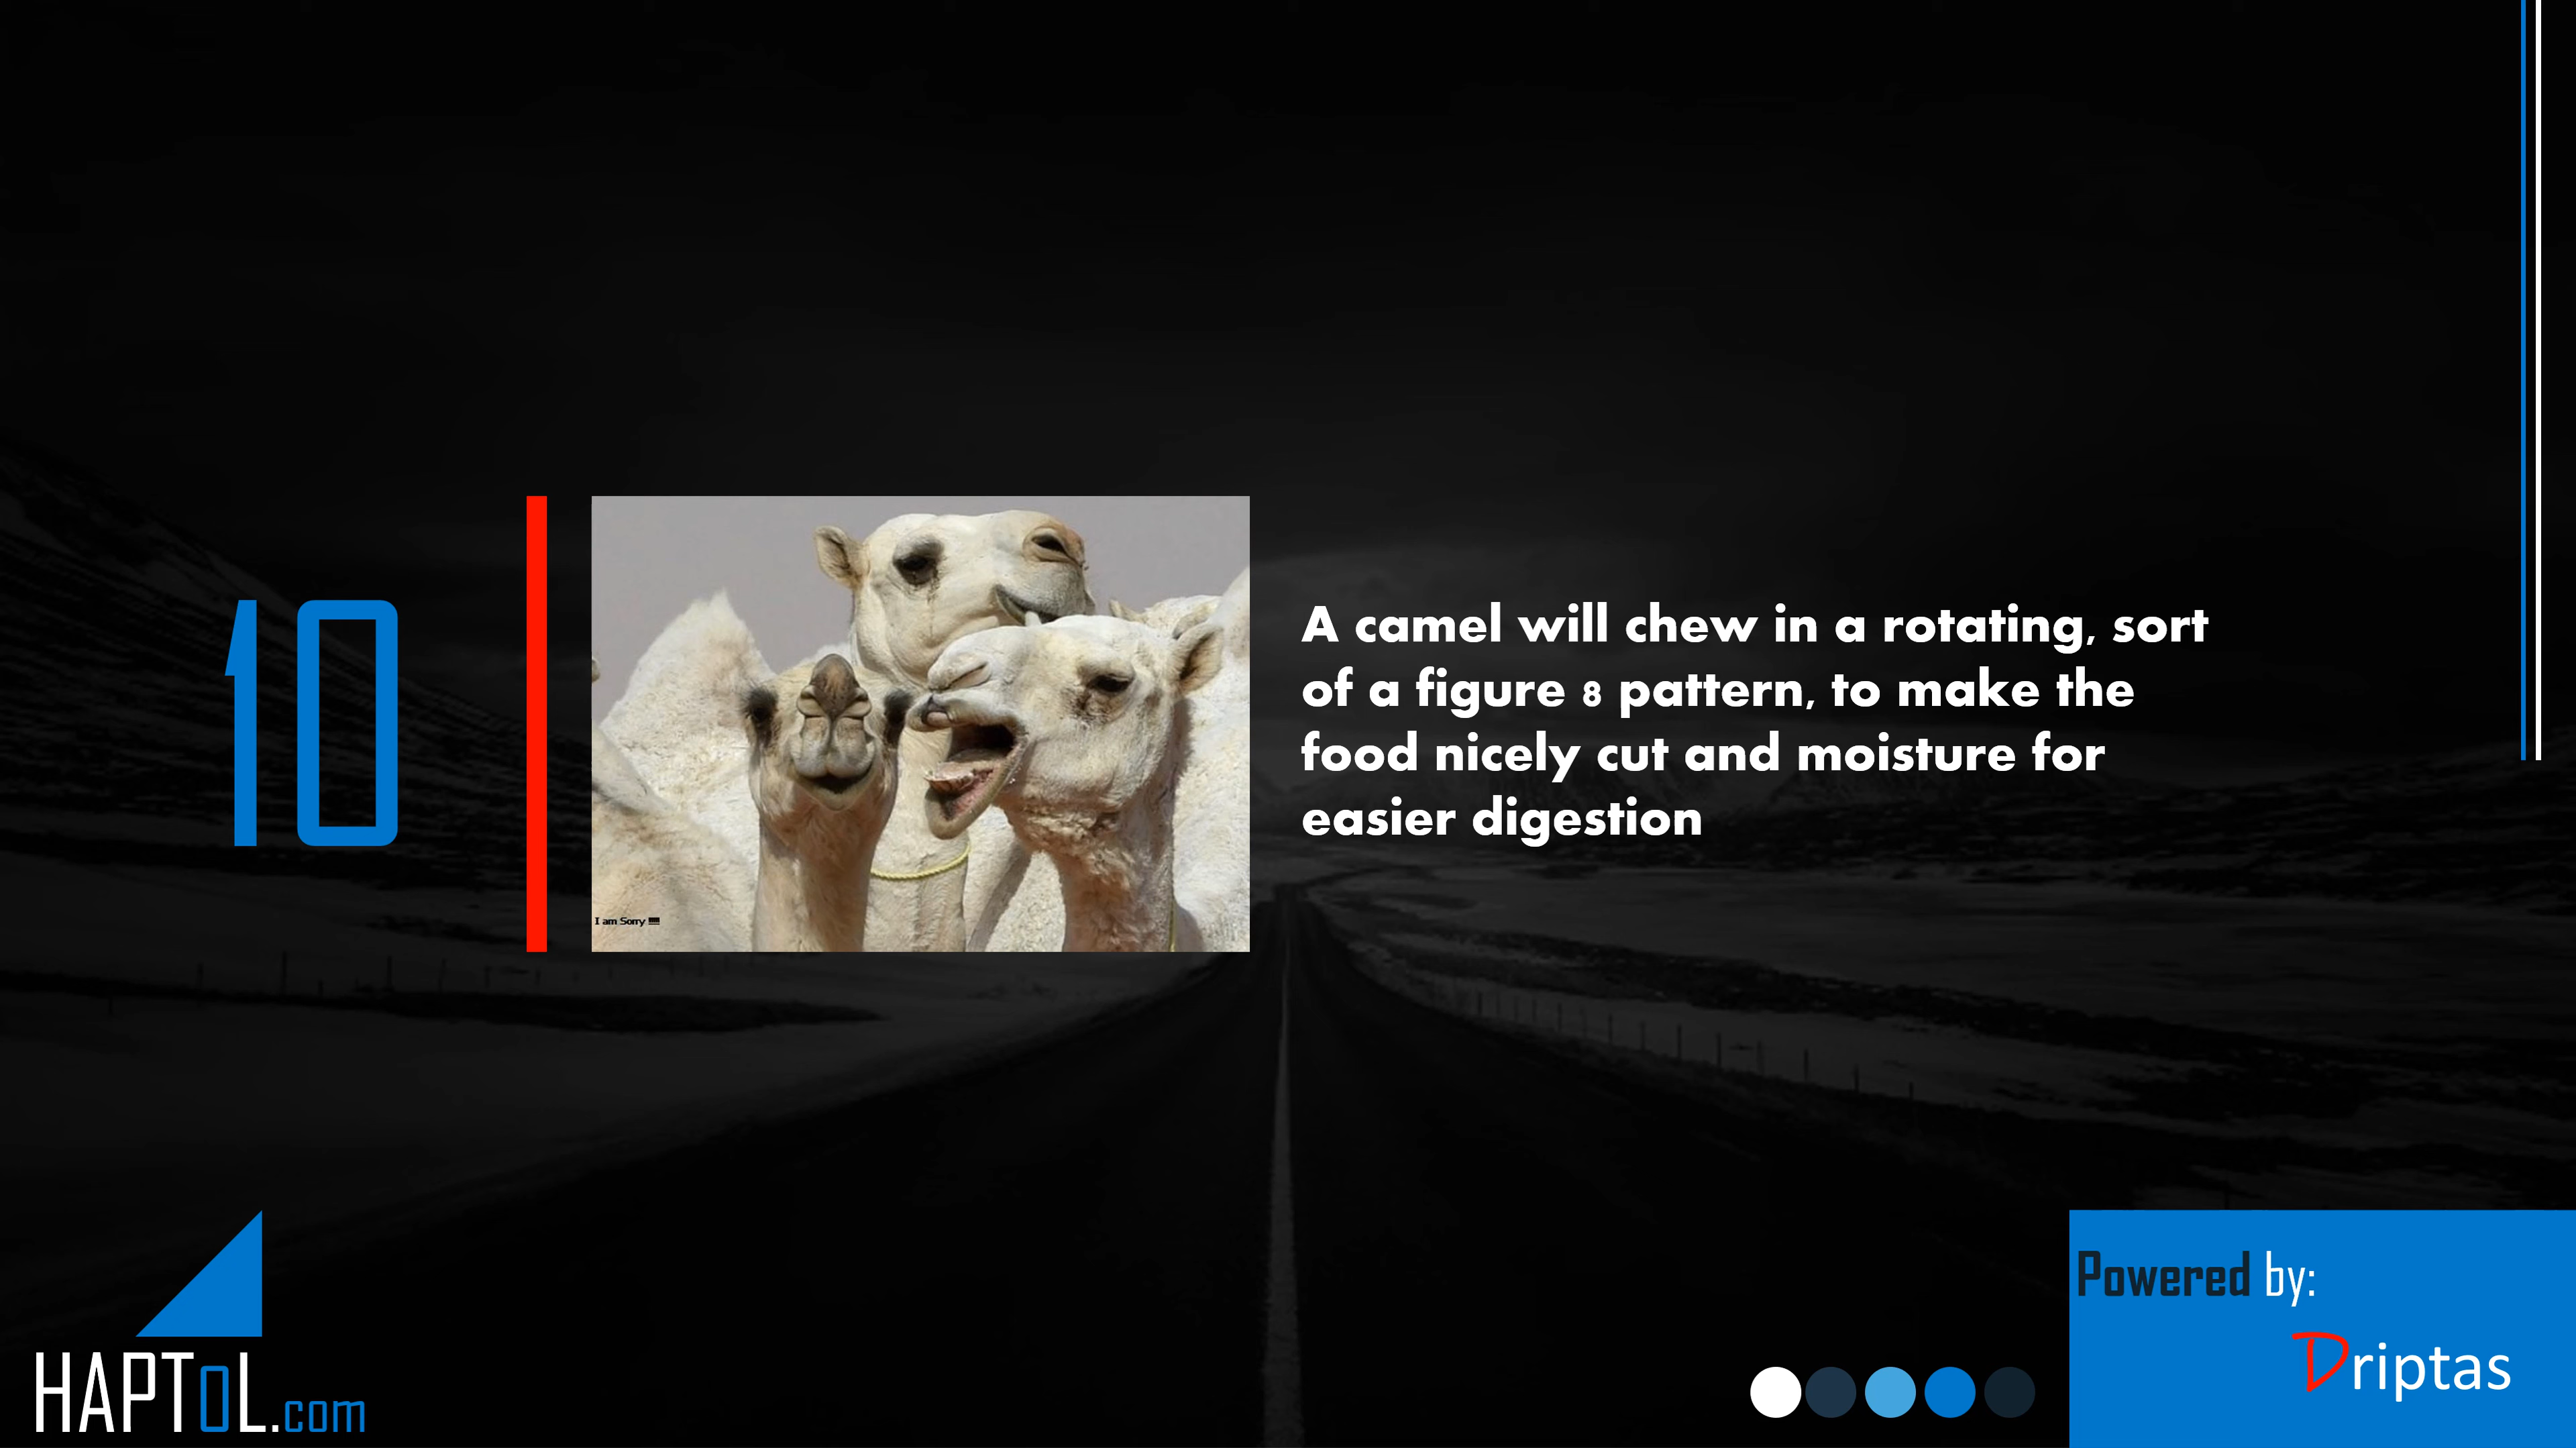 10
A camel will chew in a rotating, sort
of a figure 8 pattern, to make the
food nicely cut and moisture for
easier digestion
I am Sorry !!!!
HAPToL.com
Powered by:
Driptas